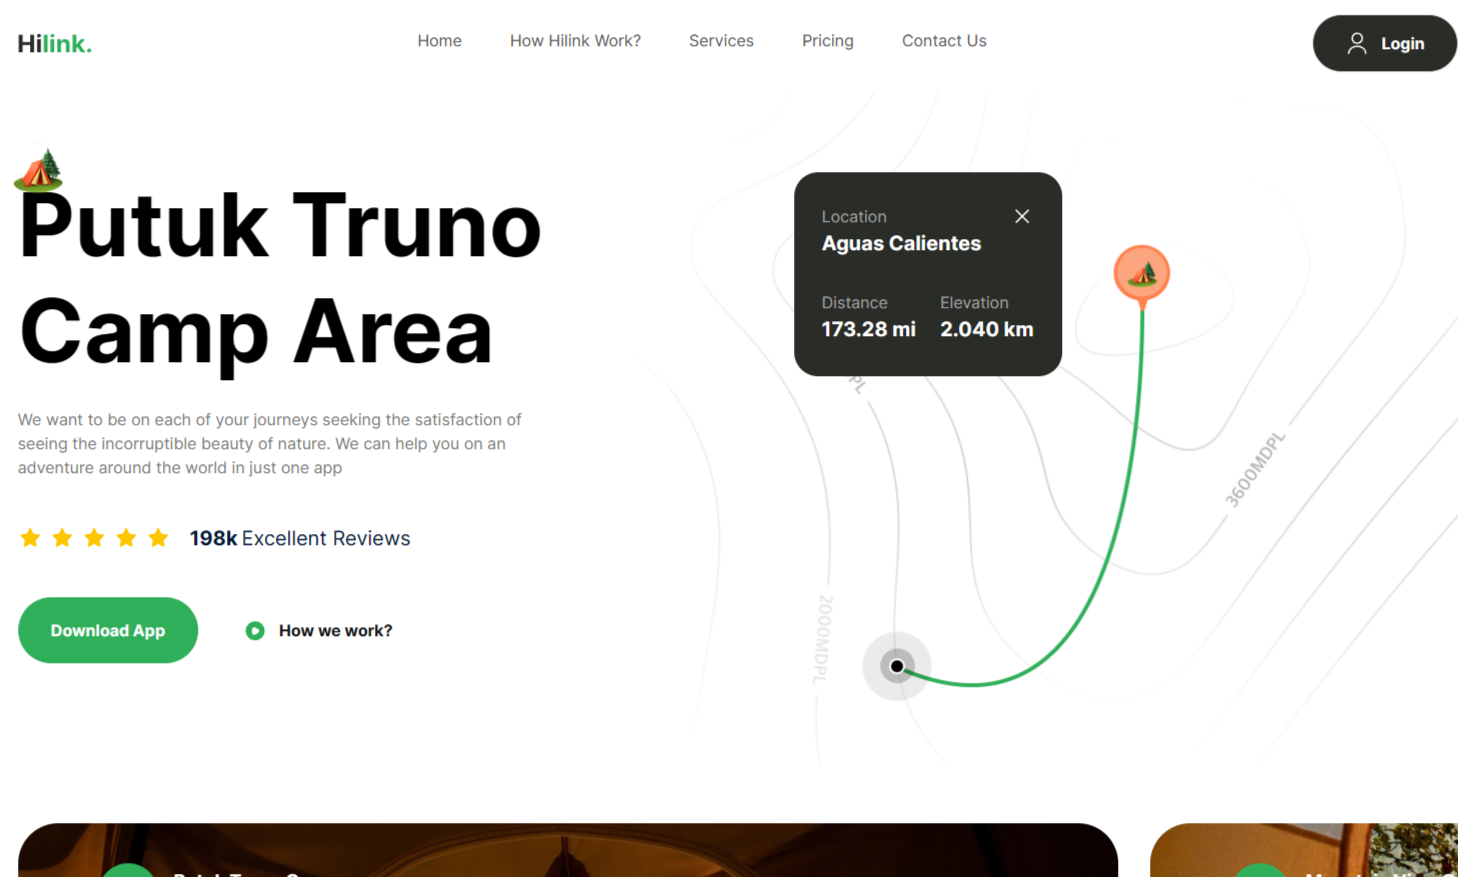 Hilink.
Home
How Hilink Work?
Services
Pricing
Contact Us
Login
Putuk Truno
Camp Area
We want to be on each of your journeys seeking the satisfaction of
seeing the incorruptible beauty of nature. We can help you on an
adventure around the world in just one app
198k Excellent Reviews
Download App
How we work?
Location
Aguas Calientes
Distance
Elevation
173.28 mi
2.040 km
PL
3600MDPL
2000MDPL